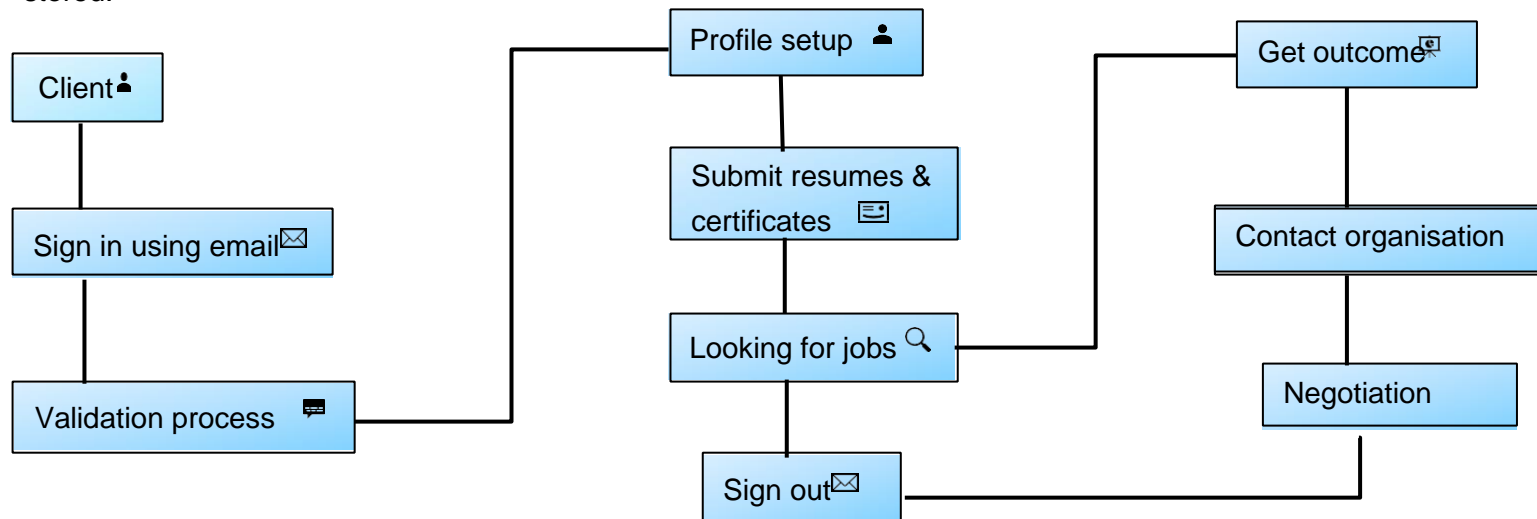 Client
Sign in using email
Validation process
Profile setup
Submit resumes &
certificates
Looking for jobs
Sign out
Get outcome
Contact organisation
Negotiation